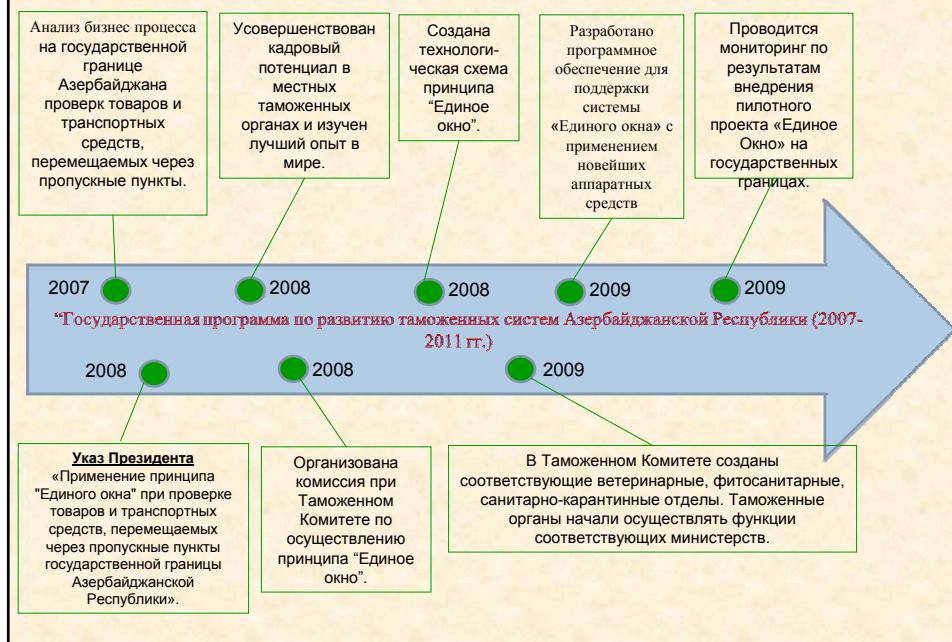 Анализ бизнес процесса
на государственной
границе
Азербайджана
проверк товаров и
транспортных
средств,
перемещаемых через
пропускные пункты.
Усовершенствован
кадровый
потенциал в
местных
таможенных
органах и изучен
лучший опыт в
мире.
Создана
технологи-
ческая схема
принципа
“Единое
окно”.
Разработано
программное
обеспечение для
поддержки
системы
«Единого окна» с
применением
новейших
аппаратных
средств
Проводится
мониторинг по
результатам
внедрения
пилотного
проекта «Единое
Окно» на
государственных
границах.
2007
2008
2008
2009
2009
“Государственная программа по развитию таможенных систем Азербайджанской Республики (2007-
2011 гг.)
2008
2008
2009
Указ Президента
«Применение принципа
"Единого окна" при проверке
товаров и транспортных
средств, перемещаемых
через пропускные пункты
государственной границы
Азербайджанской
Республики».
Организована
комиссия при
Таможенном
Комитете по
осуществлению
принципа “Единое
окно”.
В Таможенном Комитете созданы
соответствующие ветеринарные, фитосанитарные,
санитарно-карантинные отделы. Таможенные
органы начали осуществлять функции
соответствующих министерств.